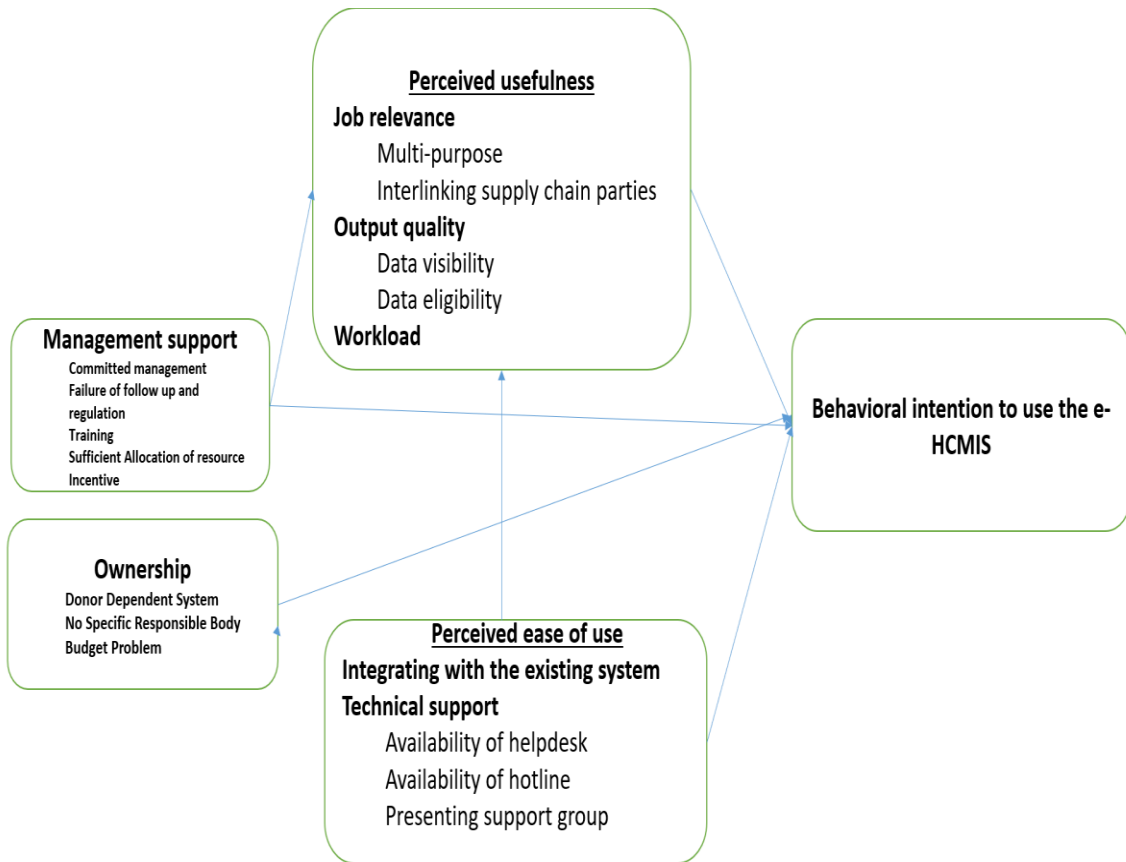 Perceived usefulness
Job relevance
Multi-purpose
Interlinking supply chain parties
Output quality
Data visibility
Data eligibility
Workload
Management support
Committed management
Failure of follow up and
regulation
Training
Sufficient Allocation of resource
Incentive
Behavioral intention to use the e-
HCMIS
Ownership
Donor Dependent System
No Specific Responsible Body
Budget Problem
Perceived ease of use
Integrating with the existing system
Technical support
Availability of helpdesk
Availability of hotline
Presenting support group